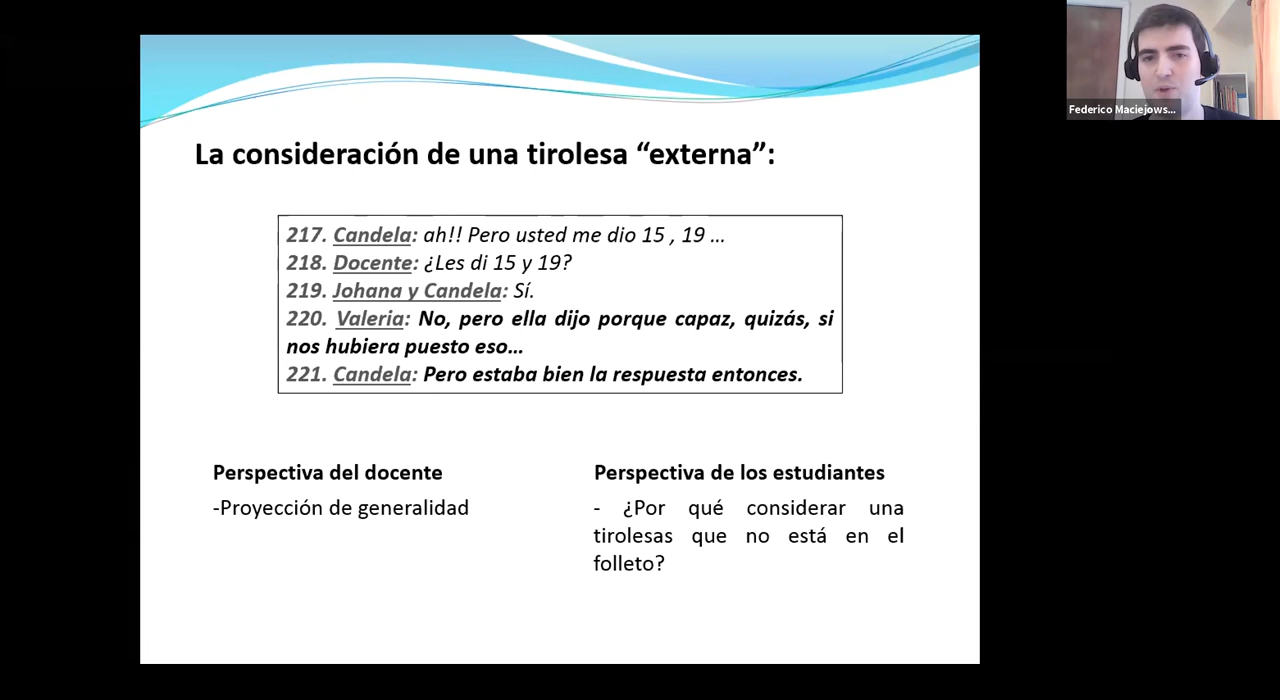 Federico Maciejows...
La consideración de una tirolesa “externa”:
217. Candela: ah!! Pero usted me dio 15 , 19 ...
218. Docente: ¿Les di 15 y 19?
219. Johana y Candela: Sí.
220. Valeria: No, pero ella dijo porque capaz, quizás, si
nos hubiera puesto eso...
221. Candela: Pero estaba bien la respuesta entonces.
Perspectiva del docente
-Proyección de generalidad
Perspectiva de los estudiantes
- ¿Por qué considerar una
tirolesas que no está en el
folleto?